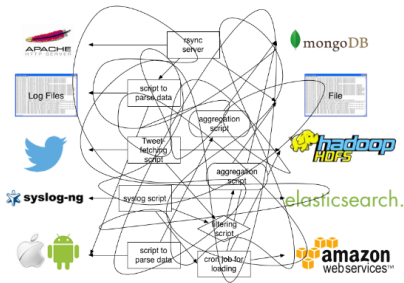 APACHE
HTTP SERVER
rsync
server
mongoDB
Log Files
script to
parse data
File
aggregation
script
Tweet-
fetching
script
hadoop
HDFS
aggregation
script
syslog-ng
syslog script
elasticsearch.
filtering
script
script to
parse data
cron job for
loading
amazon
webservices™